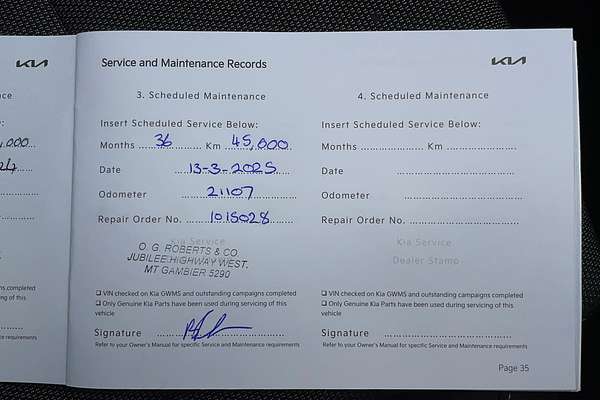 KIA
Service and Maintenance Records
KIA
3. Scheduled Maintenance
Insert Scheduled Service Below:
Months 36 Km 45,000
Date 13-3-2025
Odometer 21107
Repair Order No. 1015028
Kia Service
O. G. ROBERTS & CO
JUBILEE HIGHWAY WEST.
MT GAMBIER 5290
❑ VIN checked on Kia GWMS and outstanding campaigns completed
❑ Only Genuine Kia Parts have been used during servicing of this
vehicle
Signature
Refer to your Owner's Manual for specific Service and Maintenance requirements
4. Scheduled Maintenance
Insert Scheduled Service Below:
Months Km
Date
Odometer
Repair Order No.
Kia Service
Dealer Stamp
❑ VIN checked on Kia GWMS and outstanding campaigns completed
❑ Only Genuine Kia Parts have been used during servicing of this
vehicle
Signature
Refer to your Owner's Manual for specific Service and Maintenance requirements
Page 35